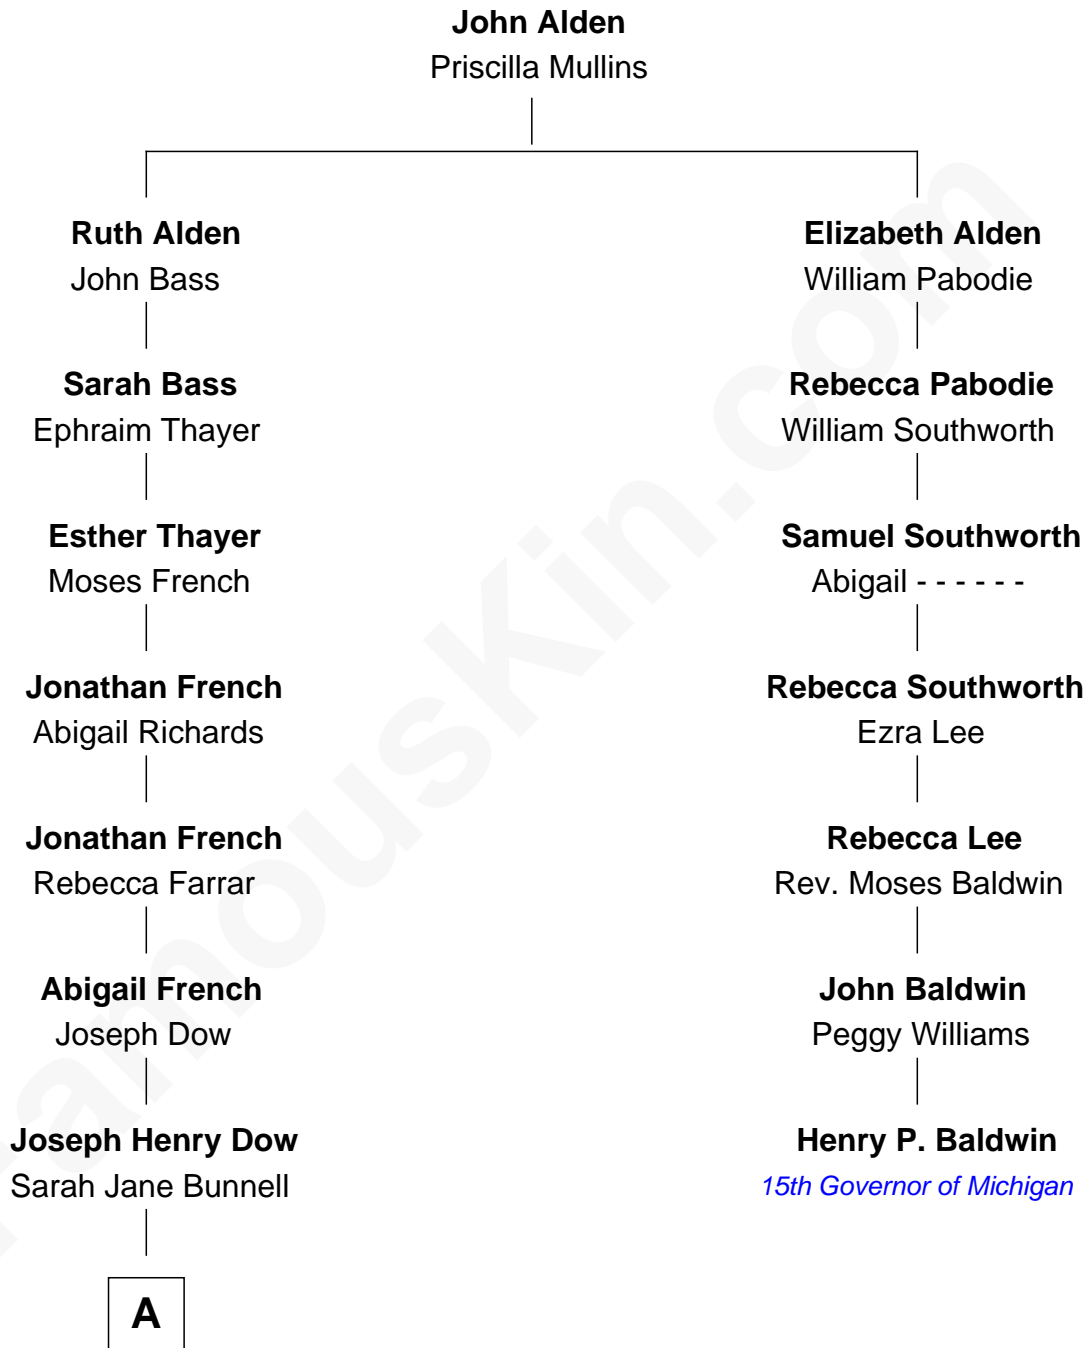 John Alden
Priscilla Mullins
Ruth Alden
John Bass
Elizabeth Alden
William Pabodie
Sarah Bass
Ephraim Thayer
Rebecca Pabodie
William Southworth
Esther Thayer
Moses French
Samuel Southworth
Abigail - - - - - -
Jonathan French
Abigail Richards
Rebecca Southworth
Ezra Lee
Jonathan French
Rebecca Farrar
Rebecca Lee
Rev. Moses Baldwin
Abigail French
Joseph Dow
John Baldwin
Peggy Williams
Joseph Henry Dow
Sarah Jane Bunnell
Henry P. Baldwin
15th Governor of Michigan
A
FamousKin.com